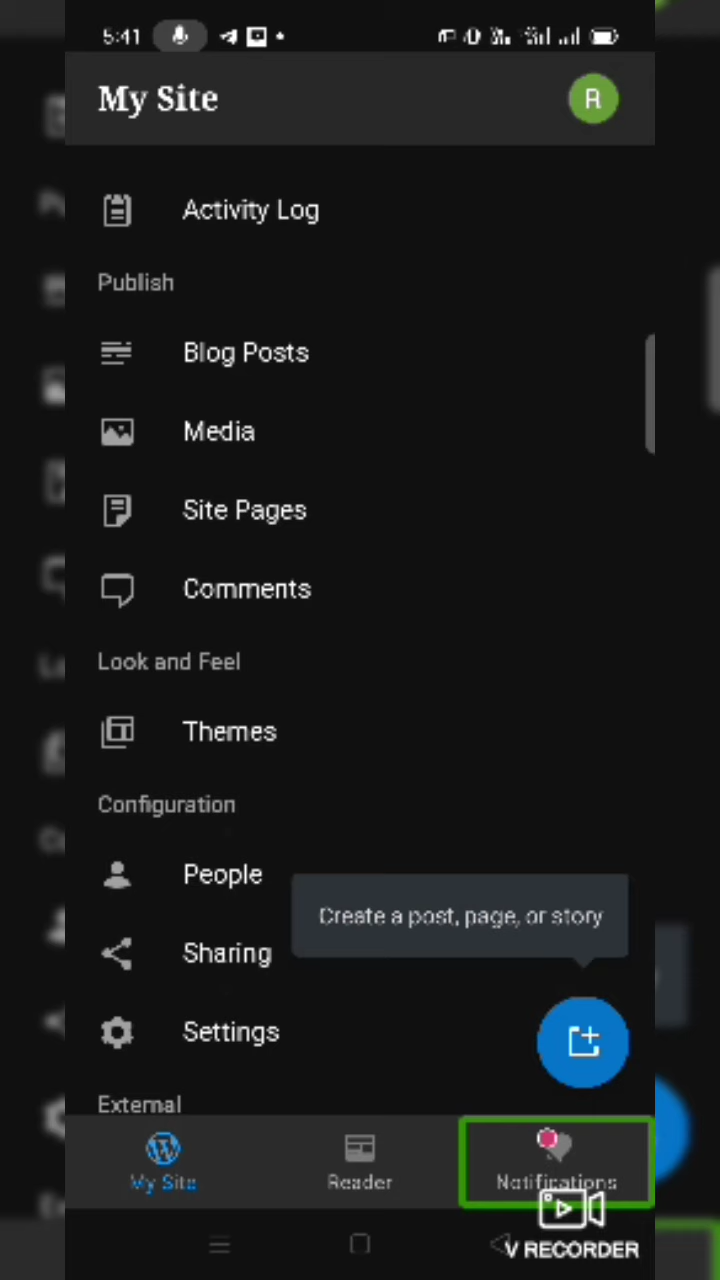 5:41
My Site
R
Activity Log
Publish
Blog Posts
Media
Site Pages
Comments
Look and Feel
Themes
Configuration
People
Create a post, page, or story
Sharing
Settings
External
My Site
Reader
Notifications
V RECORDER